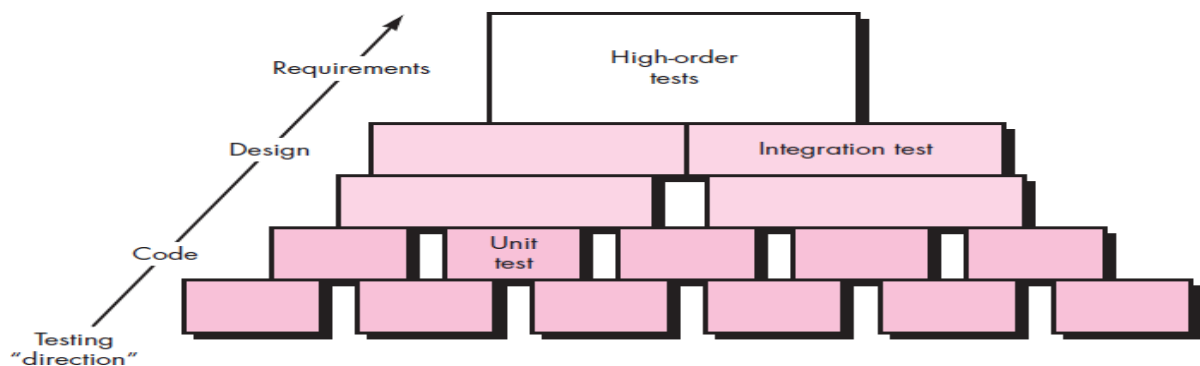 High-order
tests
Requirements
Design
Integration test
Code
Unit
test
Testing
“direction”